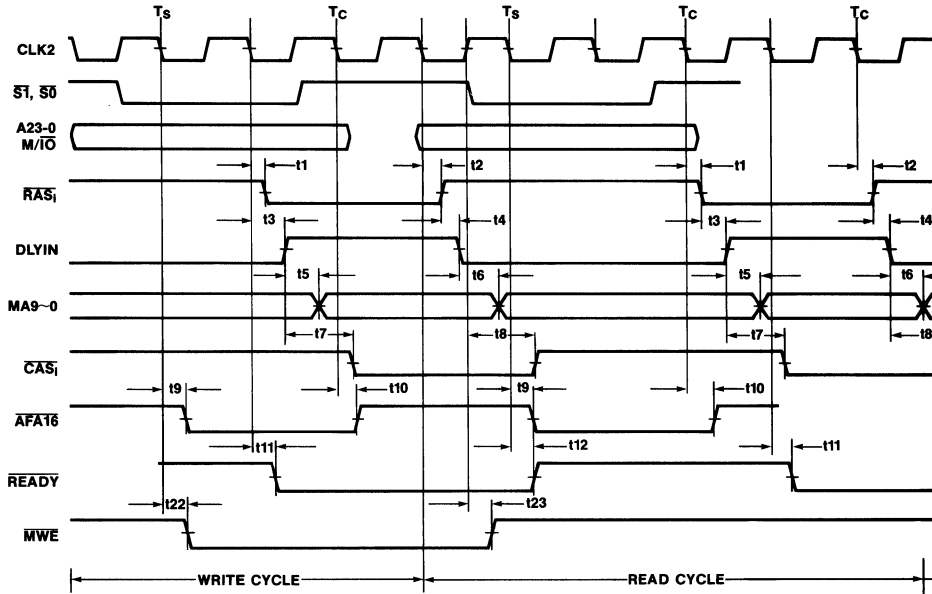 TS TC TS TC TC
CLK2
S1, S0
A23-0
M/IO
t1 t2 t1 t2
RASi
t3 t4 t3 t4
DLYIN
t5 t6 t5 t6
MA9~0
t7 t8 t7 t8
CASi
t9 t10 t9 t10
AFA16
t11 t12 t11
READY
t22 t23
MWE
WRITE CYCLE READ CYCLE